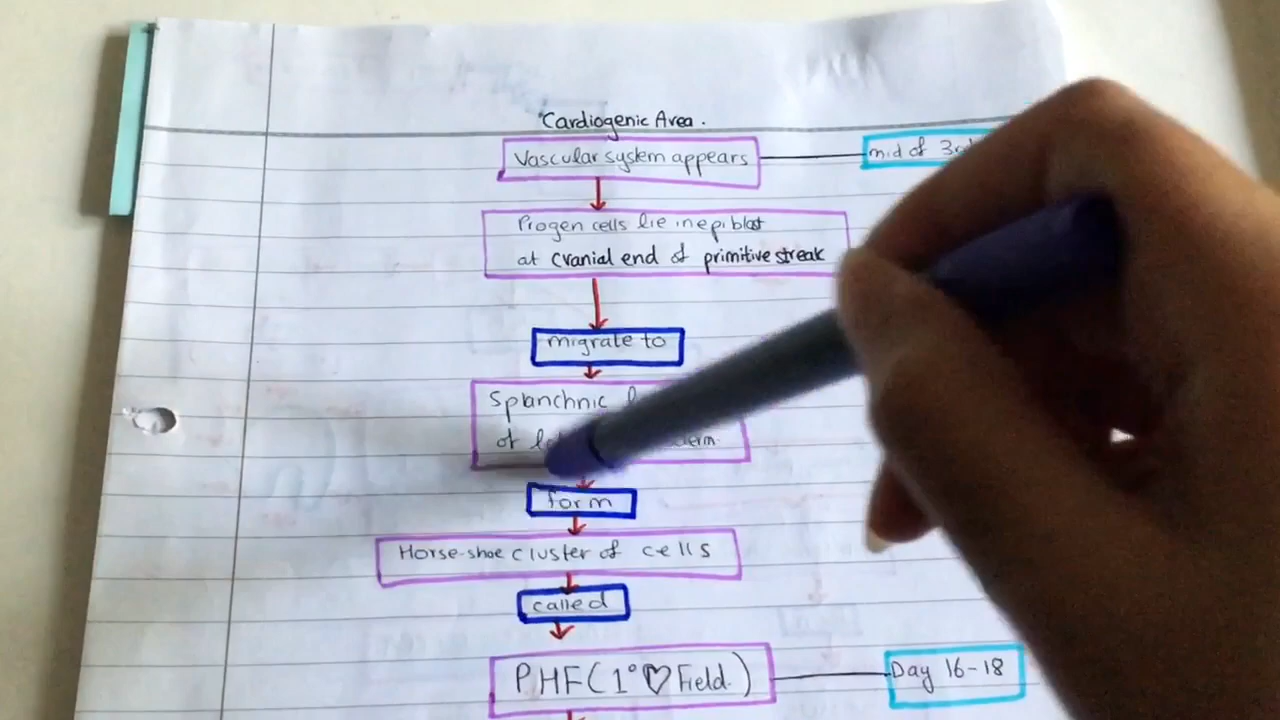 Cardiogenic Area.
Vascular system appears
mid of 3rd
Progen cells lie in epiblast
at cranial end of primitive streak
migrate to
Splanchnic
of
form
Horse-shoe cluster of cells
called
PHF (1° ♡ Field.)
Day 16-18